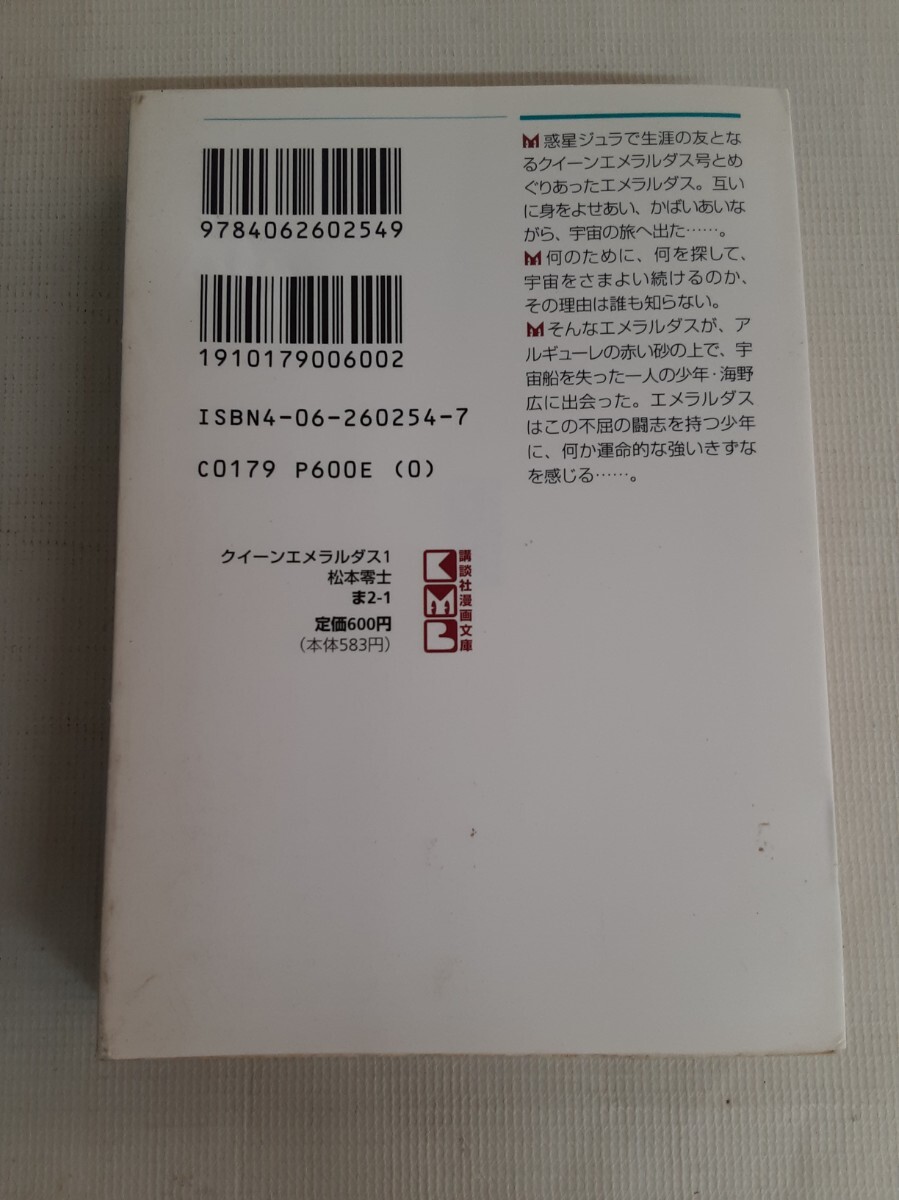 9784062602549
1910179006002
ISBN4-06-260254-7
C0179 P600E (0)
クイーンエメラルダス1
松本零士
ま2-1
定価600円
(本体583円)
KMB
講談社漫画文庫
M 惑星ジュラで生涯の友とな
るクイーンエメラルダス号とめ
ぐりあったエメラルダス。互い
に身をよせあい、かばいあいな
がら、宇宙の旅へ出た……。
M 何のために、何を探して、
宇宙をさまよい続けるのか、
その理由は誰も知らない。
M そんなエメラルダスが、ア
ルギューレの赤い砂の上で、宇
宙船を失った一人の少年・海野
広に出会った。エメラルダス
はこの不屈の闘志を持つ少年
に、何か運命的な強いきずな
を感じる……。